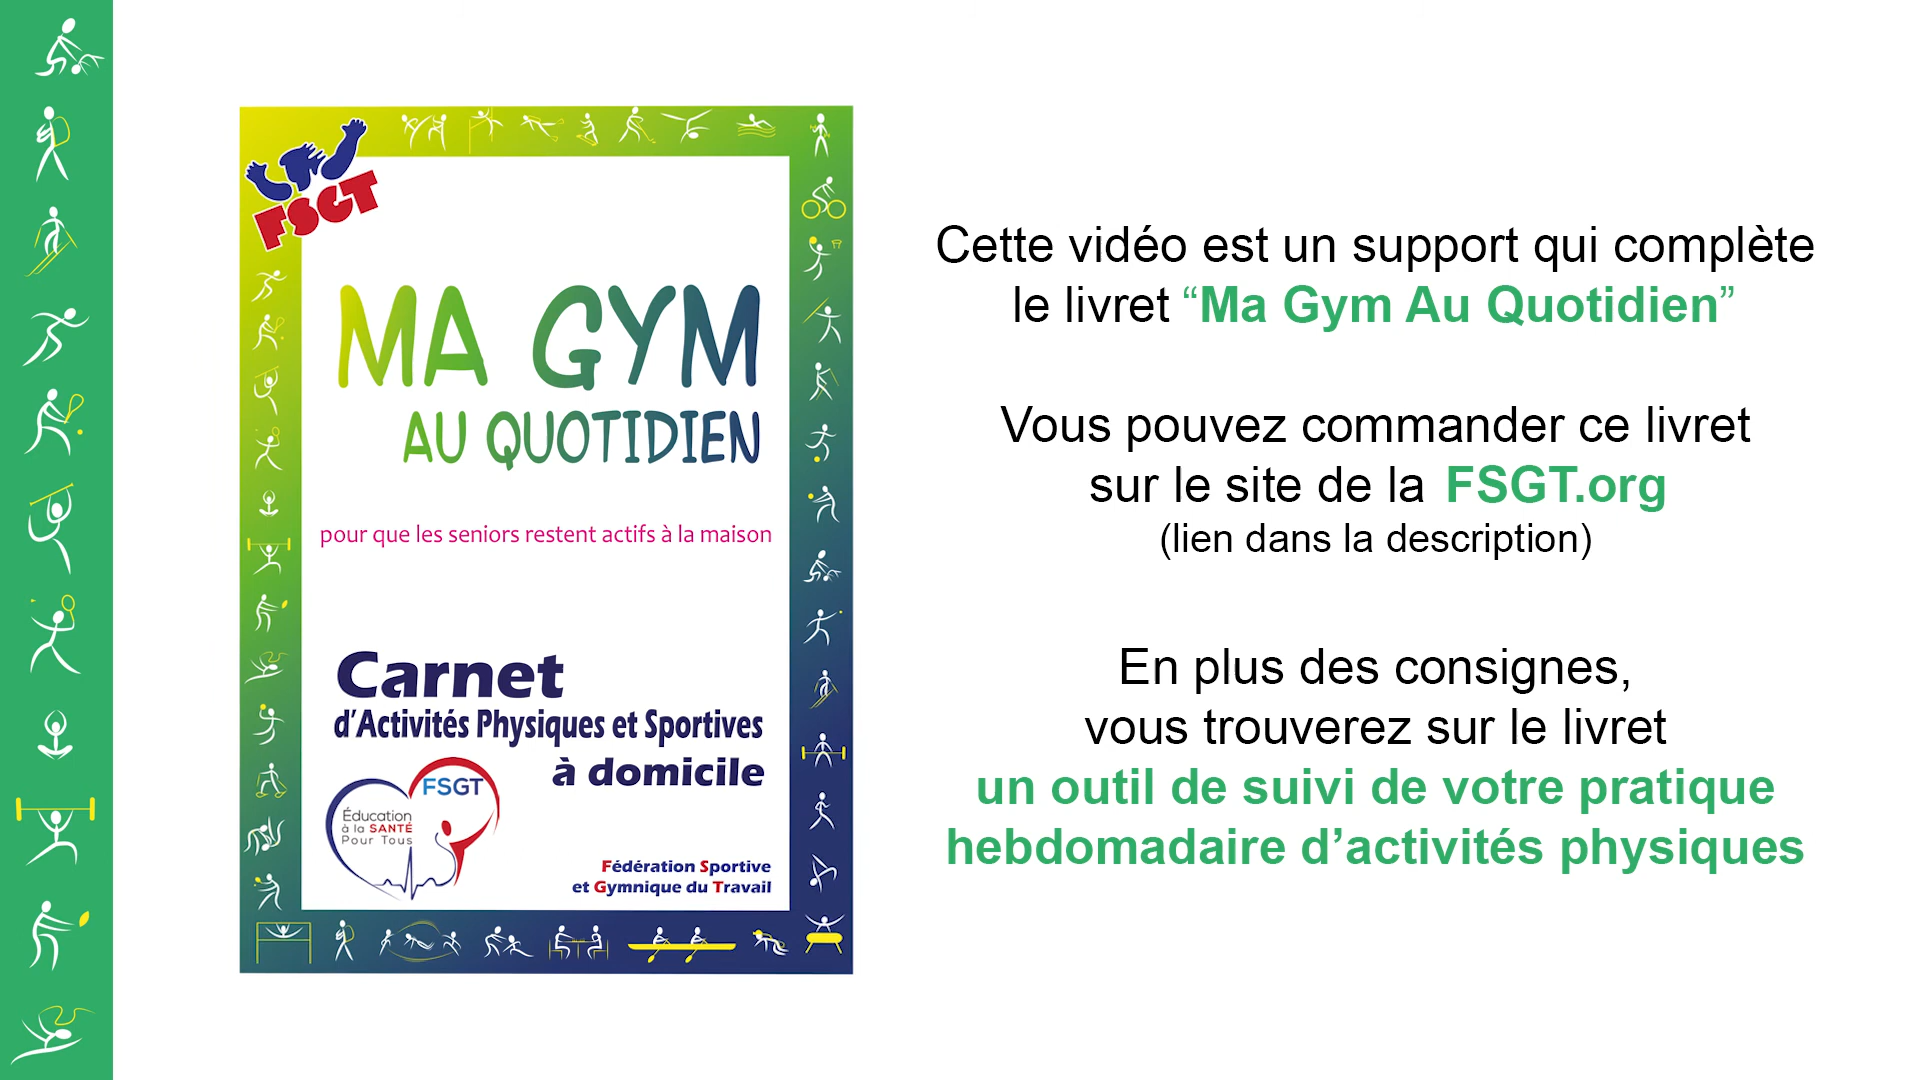 FSGT
MA GYM
AU QUOTIDIEN
pour que les seniors restent actifs à la maison
Carnet
d'Activités Physiques et Sportives
à domicile
FSGT
Éducation
à la SANTÉ
Pour Tous
Fédération Sportive
et Gymnique du Travail
Cette vidéo est un support qui complète
le livret “Ma Gym Au Quotidien”
Vous pouvez commander ce livret
sur le site de la FSGT.org
(lien dans la description)
En plus des consignes,
vous trouverez sur le livret
un outil de suivi de votre pratique
hebdomadaire d’activités physiques